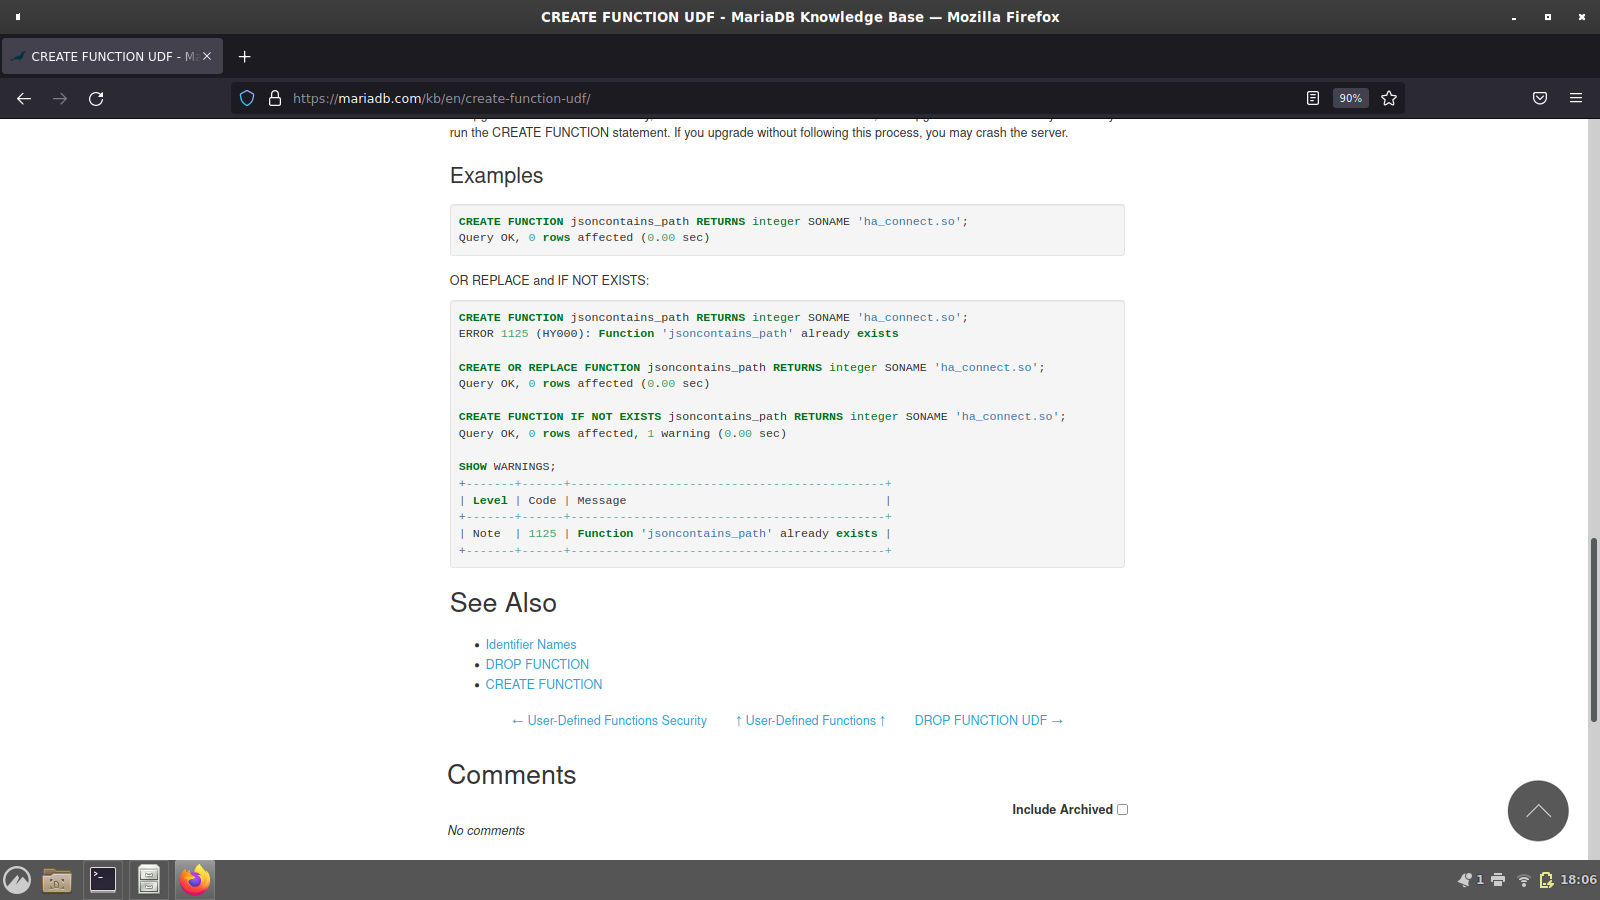 CREATE FUNCTION UDF - MariaDB Knowledge Base — Mozilla Firefox
CREATE FUNCTION UDF - Ma
https://mariadb.com/kb/en/create-function-udf/
90%
run the CREATE FUNCTION statement. If you upgrade without following this process, you may crash the server.
Examples
CREATE FUNCTION jsoncontains_path RETURNS integer SONAME 'ha_connect.so';
Query OK, 0 rows affected (0.00 sec)
OR REPLACE and IF NOT EXISTS:
CREATE FUNCTION jsoncontains_path RETURNS integer SONAME 'ha_connect.so';
ERROR 1125 (HY000): Function 'jsoncontains_path' already exists
CREATE OR REPLACE FUNCTION jsoncontains_path RETURNS integer SONAME 'ha_connect.so';
Query OK, 0 rows affected (0.00 sec)
CREATE FUNCTION IF NOT EXISTS jsoncontains_path RETURNS integer SONAME 'ha_connect.so';
Query OK, 0 rows affected, 1 warning (0.00 sec)
SHOW WARNINGS;
+-------+------+---------------------------------------------+
| Level | Code | Message                                     |
+-------+------+---------------------------------------------+
| Note  | 1125 | Function 'jsoncontains_path' already exists |
+-------+------+---------------------------------------------+
See Also
• Identifier Names
• DROP FUNCTION
• CREATE FUNCTION
← User-Defined Functions Security ↑ User-Defined Functions ↑ DROP FUNCTION UDF →
Comments
Include Archived
No comments
1 18:06